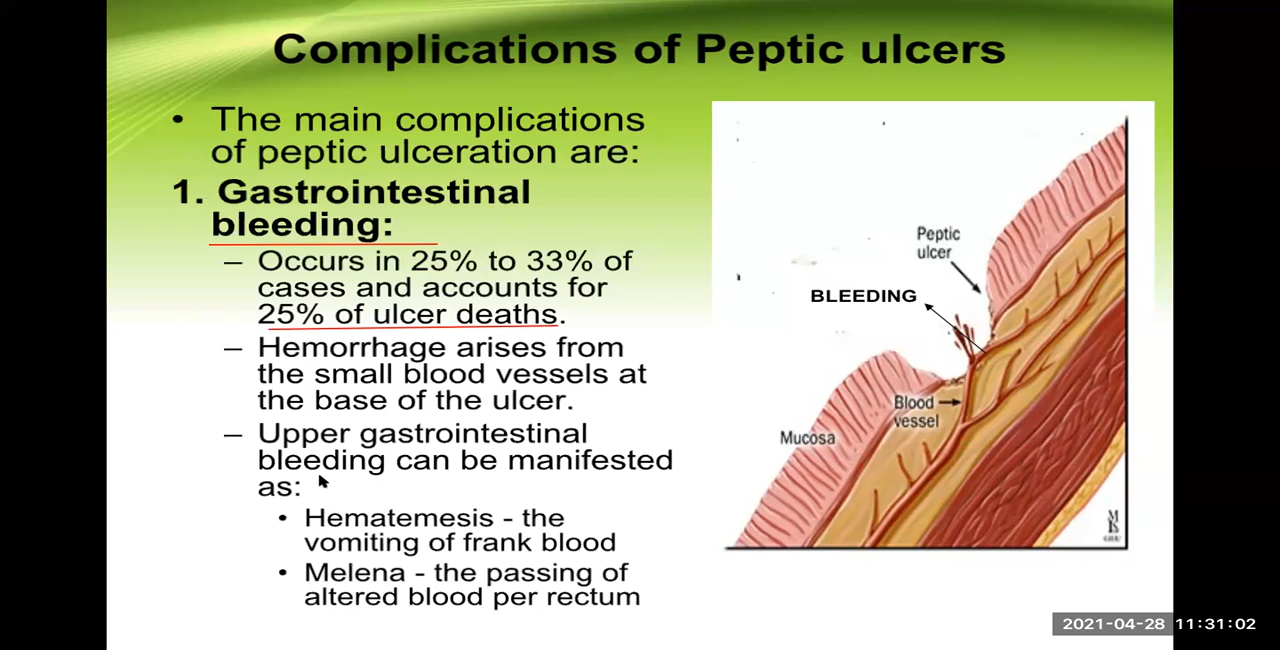 Complications of Peptic ulcers
• The main complications
of peptic ulceration are:
1. Gastrointestinal
bleeding:
– Occurs in 25% to 33% of
cases and accounts for
25% of ulcer deaths.
– Hemorrhage arises from
the small blood vessels at
the base of the ulcer.
– Upper gastrointestinal
bleeding can be manifested
as:
• Hematemesis - the
vomiting of frank blood
• Melena - the passing of
altered blood per rectum
Peptic
ulcer
BLEEDING
Blood
vessel
Mucosa
2021-04-28 11:31:02